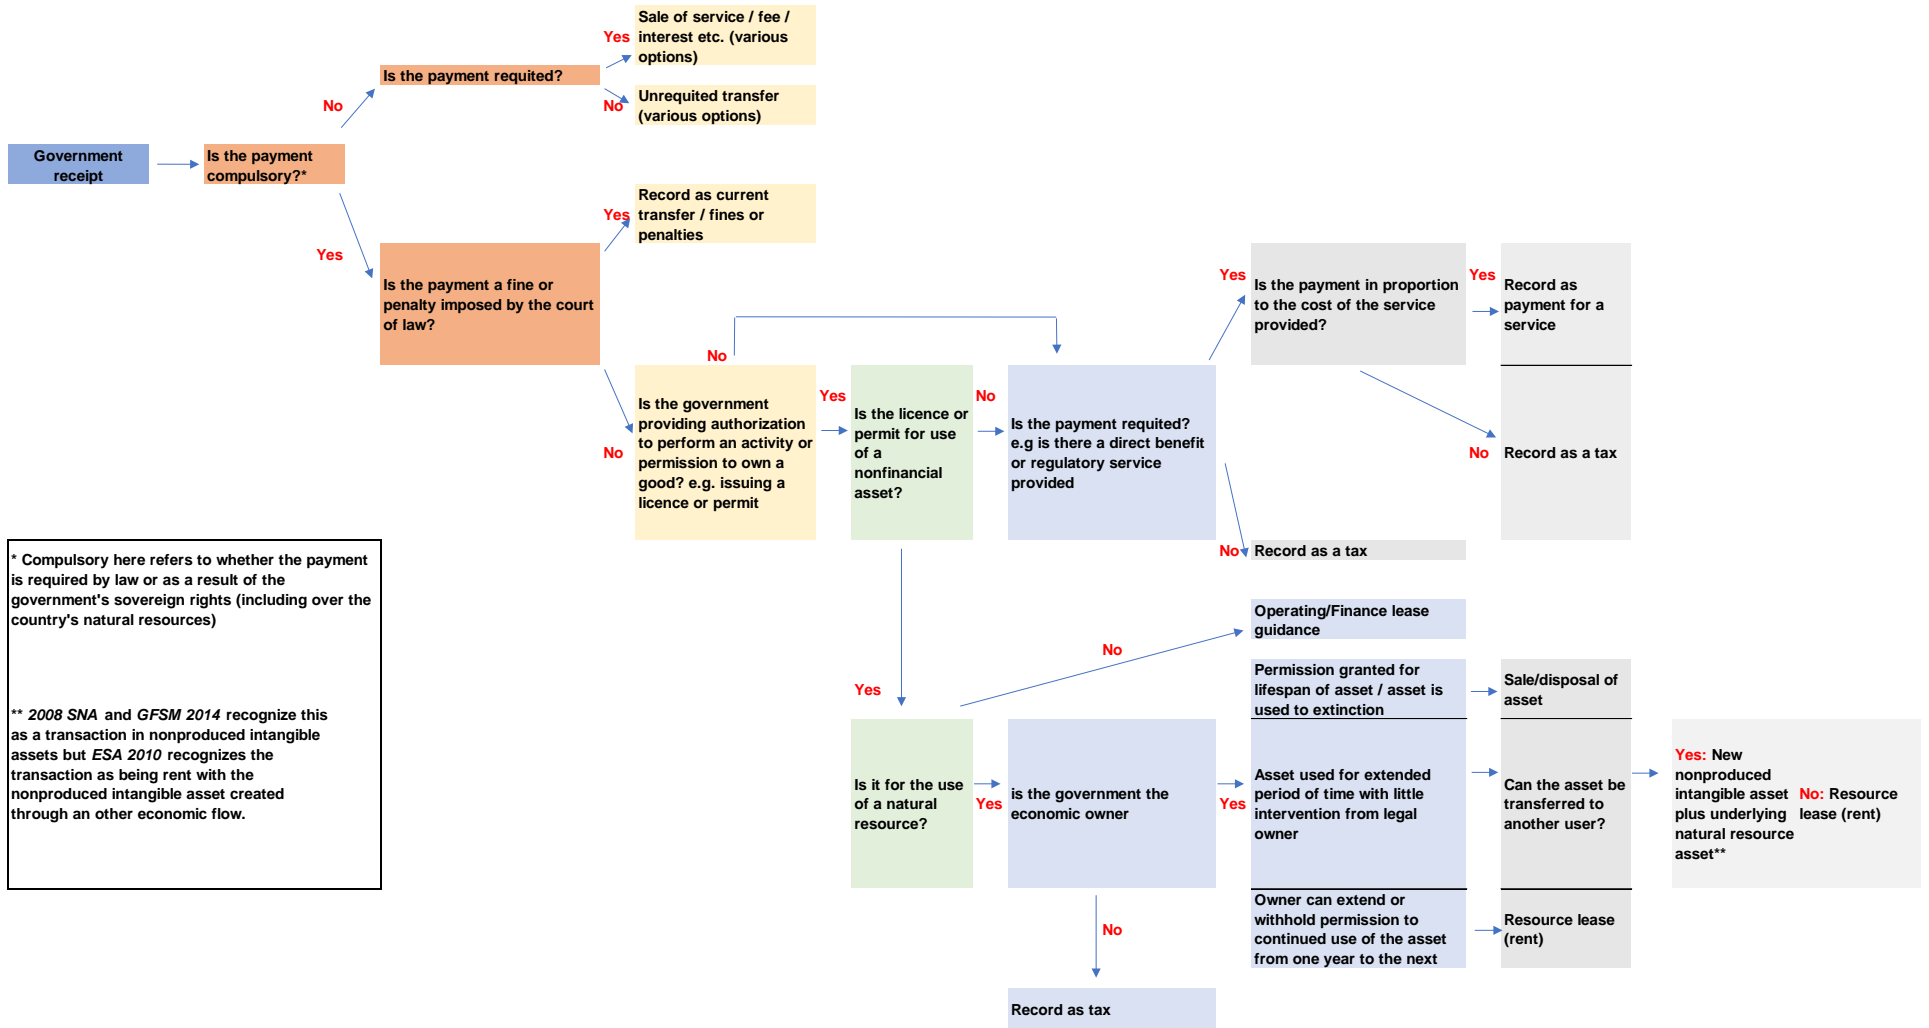 Sale of service / fee /
Yes
interest etc. (various
options)
Is the payment requited?
No
Unrequited transfer
No
(various options)
Government
receipt
Is the payment
compulsory?*
Record as current
Yes
transfer / fines or
penalties
Yes
Is the payment a fine or
penalty imposed by the court
of law?
Yes
Is the payment in proportion
to the cost of the service
provided?
Yes
Record as
payment for a
service
No
No
Is the government
providing authorization
to perform an activity or
permission to own a
good? e.g. issuing a
licence or permit
Yes
Is the licence or
permit for use
of a
nonfinancial
asset?
No
Is the payment requited?
e.g is there a direct benefit
or regulatory service
provided
No
Record as a tax
No
Record as a tax
* Compulsory here refers to whether the payment
is required by law or as a result of the
government's sovereign rights (including over the
country's natural resources)
** 2008 SNA and GFSM 2014 recognize this
as a transaction in nonproduced intangible
assets but ESA 2010 recognizes the
transaction as being rent with the
nonproduced intangible asset created
through an other economic flow.
Operating/Finance lease
guidance
No
Yes
Permission granted for
lifespan of asset / asset is
used to extinction
Sale/disposal of
asset
Is it for the use
of a natural
resource?
Yes
is the government the
economic owner
Yes
Asset used for extended
period of time with little
intervention from legal
owner
Can the asset be
transferred to
another user?
Yes: New
nonproduced
intangible asset
plus underlying
natural resource
asset**
No: Resource
lease (rent)
Owner can extend or
withhold permission to
continued use of the asset
from one year to the next
Resource lease
(rent)
No
Record as tax